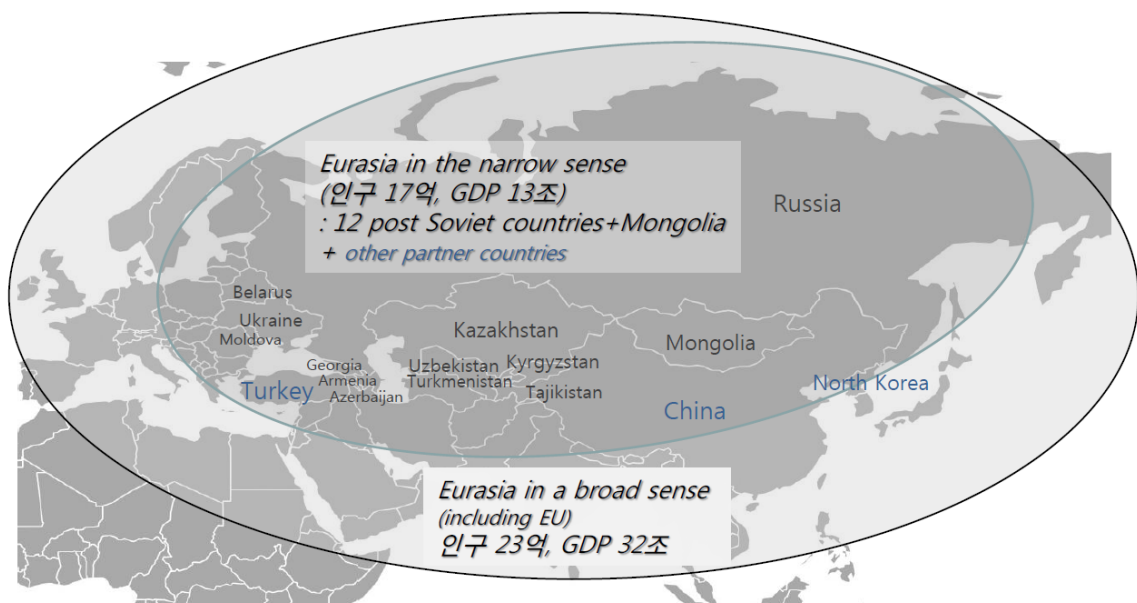 Eurasia in the narrow sense
(인구 17억, GDP 13조)
: 12 post Soviet countries+Mongolia
+ other partner countries
Russia
Belarus
Ukraine
Moldova
Kazakhstan
Mongolia
Georgia
Armenia
Azerbaijan
Uzbekistan
Turkmenistan
Kyrgyzstan
Tajikistan
Turkey
China
North Korea
Eurasia in a broad sense
(including EU)
인구 23억, GDP 32조